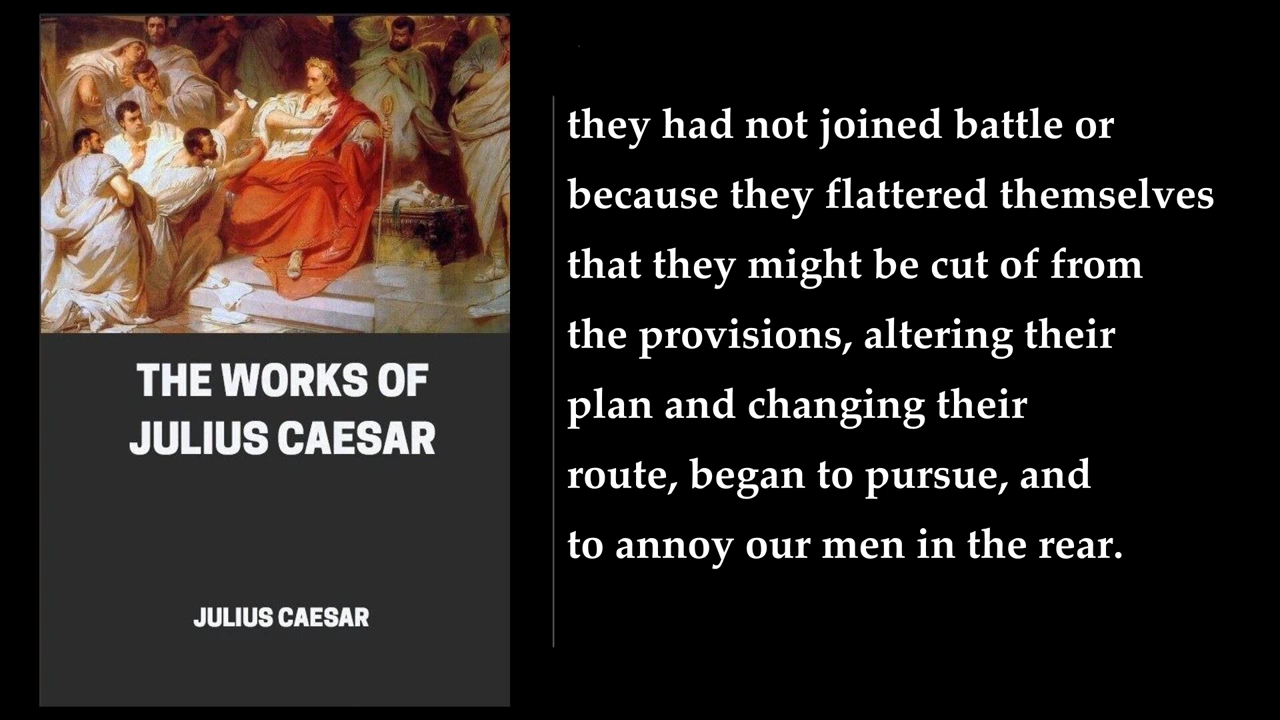 THE WORKS OF
JULIUS CAESAR
JULIUS CAESAR
they had not joined battle or
because they flattered themselves
that they might be cut of from
the provisions, altering their
plan and changing their
route, began to pursue, and
to annoy our men in the rear.